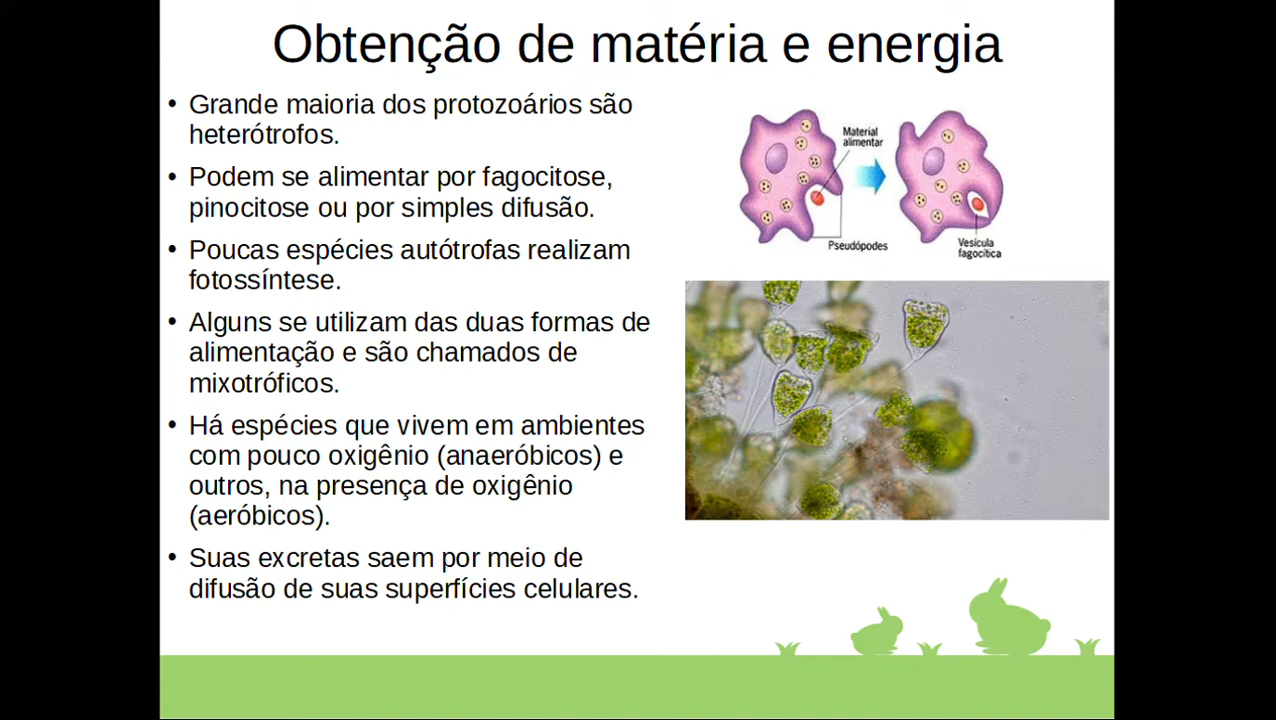 Obtenção de matéria e energia
• Grande maioria dos protozoários são
heterótrofos.
• Podem se alimentar por fagocitose,
pinocitose ou por simples difusão.
• Poucas espécies autótrofas realizam
fotossíntese.
• Alguns se utilizam das duas formas de
alimentação e são chamados de
mixotróficos.
• Há espécies que vivem em ambientes
com pouco oxigênio (anaeróbicos) e
outros, na presença de oxigênio
(aeróbicos).
• Suas excretas saem por meio de
difusão de suas superfícies celulares.
Material
alimentar
Pseudópodes
Vesícula
fagocítica